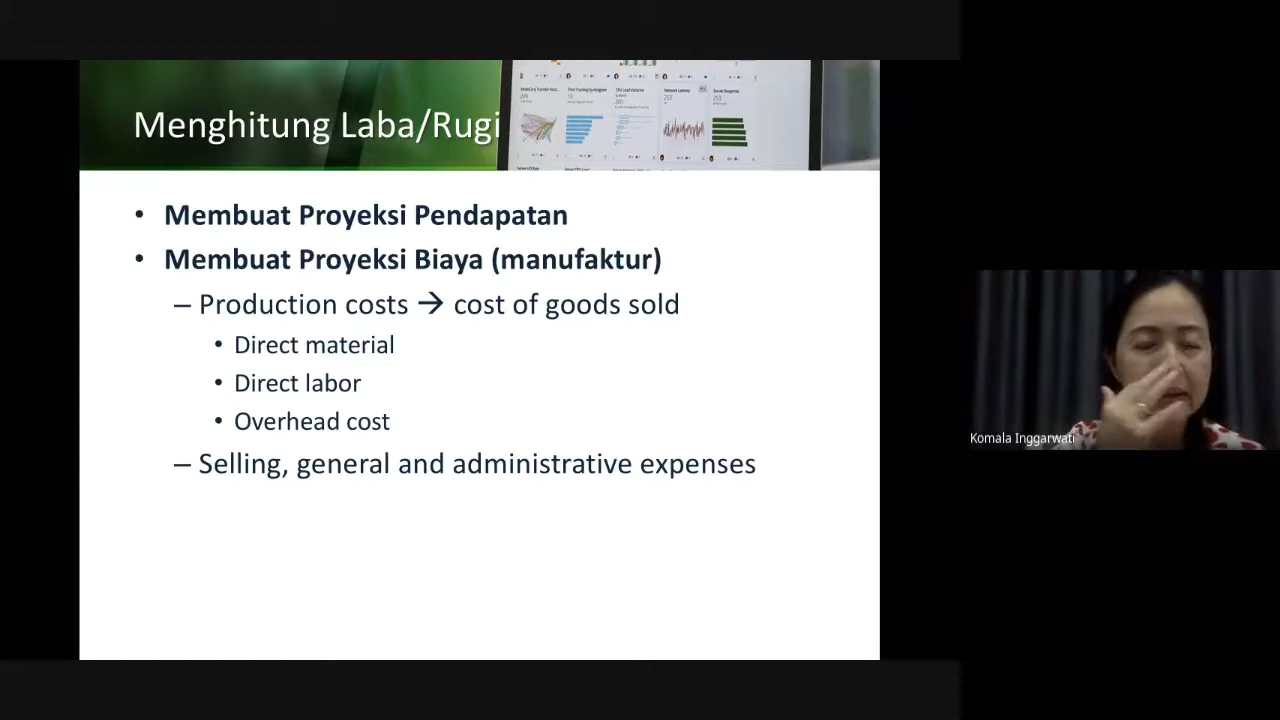 Menghitung Laba/Rugi
• Membuat Proyeksi Pendapatan
• Membuat Proyeksi Biaya (manufaktur)
– Production costs → cost of goods sold
• Direct material
• Direct labor
• Overhead cost
– Selling, general and administrative expenses
Komala Inggarwati